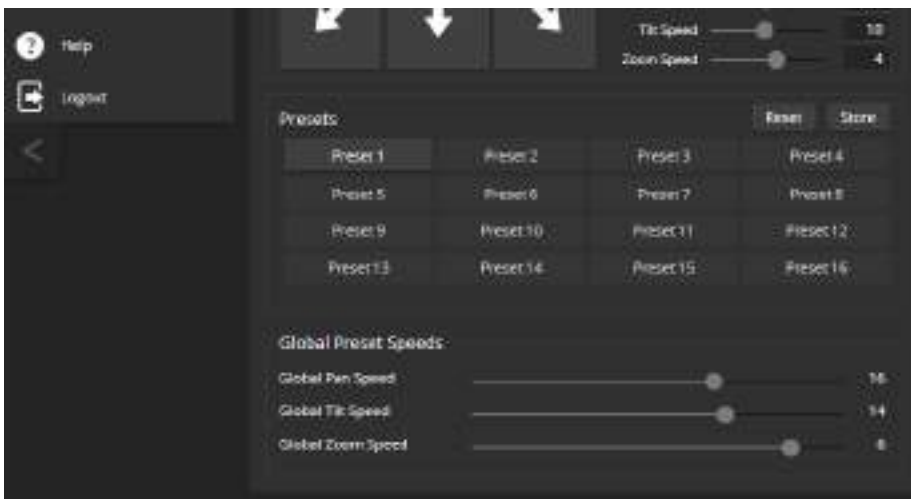 Help
Logout
Tilt Speed 10
Zoom Speed 4
Presets Reset Store
Preset 1 Preset 2 Preset 3 Preset 4
Preset 5 Preset 6 Preset 7 Preset 8
Preset 9 Preset 10 Preset 11 Preset 12
Preset 13 Preset 14 Preset 15 Preset 16
Global Preset Speeds
Global Pan Speed 16
Global Tilt Speed 14
Global Zoom Speed